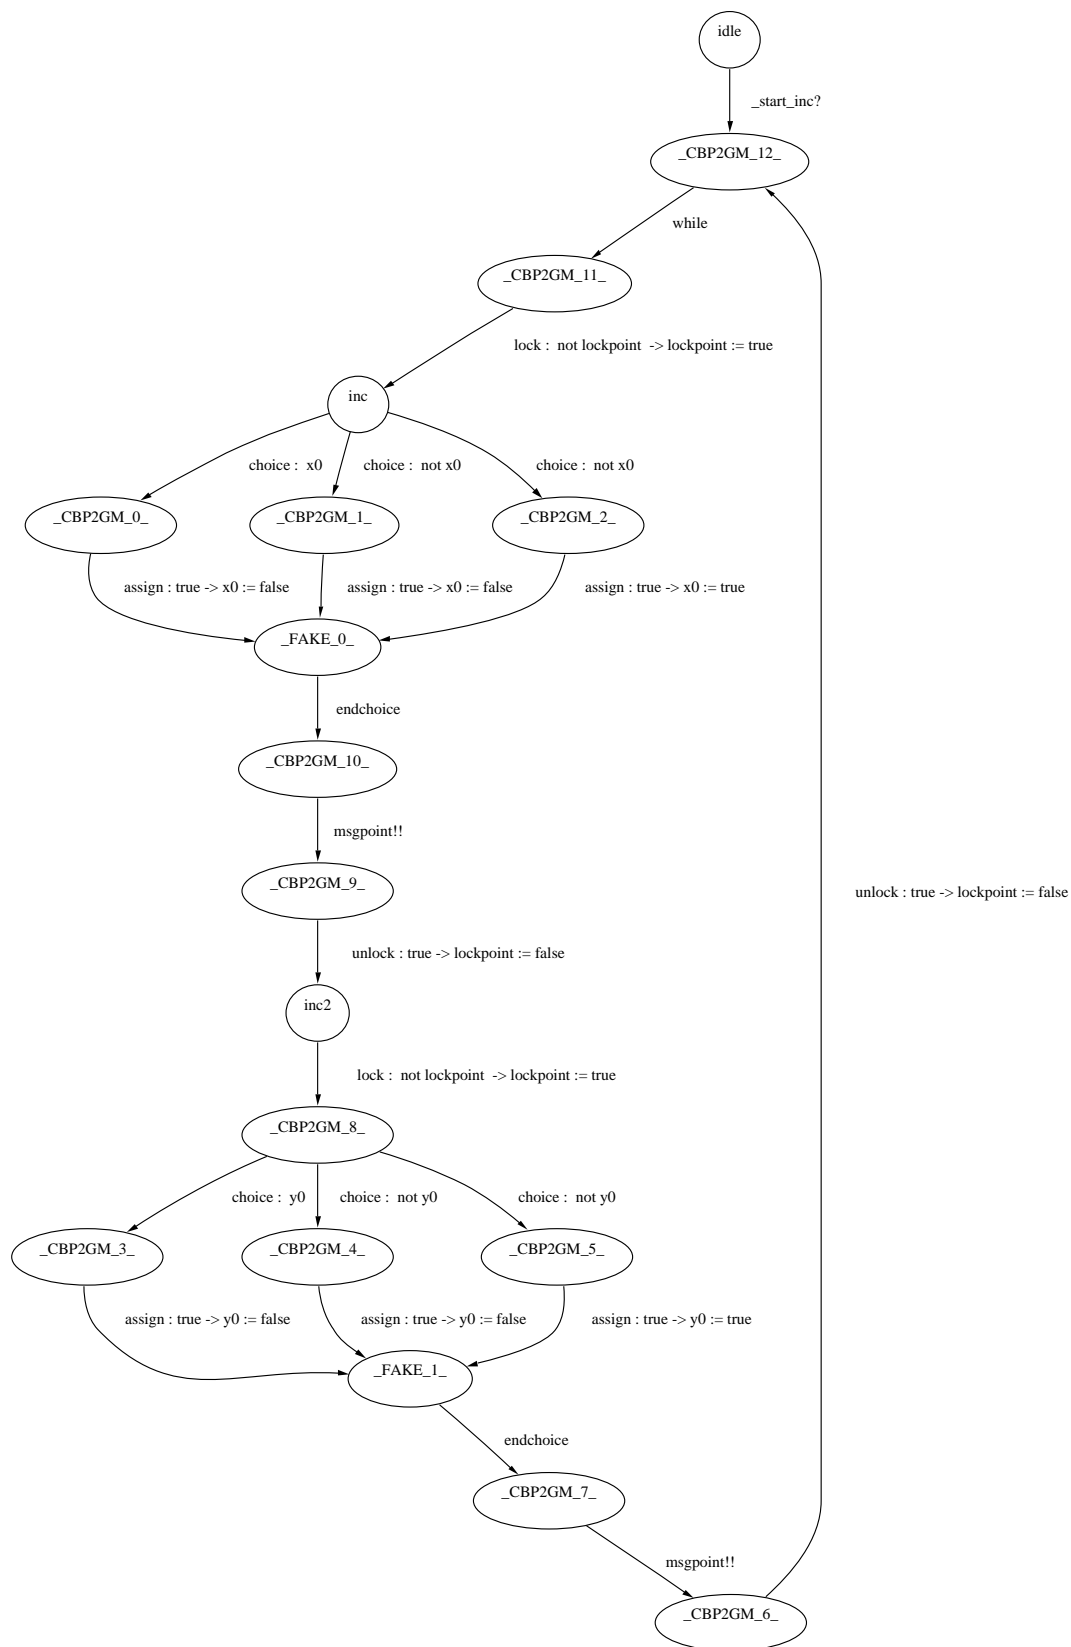 idle
_start_inc?
_CBP2GM_12_
while
_CBP2GM_11_
lock :  not lockpoint  -> lockpoint := true
inc
choice :  x0
choice :  not x0
choice :  not x0
_CBP2GM_0_
_CBP2GM_1_
_CBP2GM_2_
assign : true -> x0 := false
assign : true -> x0 := false
assign : true -> x0 := true
_FAKE_0_
endchoice
_CBP2GM_10_
msgpoint!!
_CBP2GM_9_
unlock : true -> lockpoint := false
unlock : true -> lockpoint := false
inc2
lock :  not lockpoint  -> lockpoint := true
_CBP2GM_8_
choice :  y0
choice :  not y0
choice :  not y0
_CBP2GM_3_
_CBP2GM_4_
_CBP2GM_5_
assign : true -> y0 := false
assign : true -> y0 := false
assign : true -> y0 := true
_FAKE_1_
endchoice
_CBP2GM_7_
msgpoint!!
_CBP2GM_6_